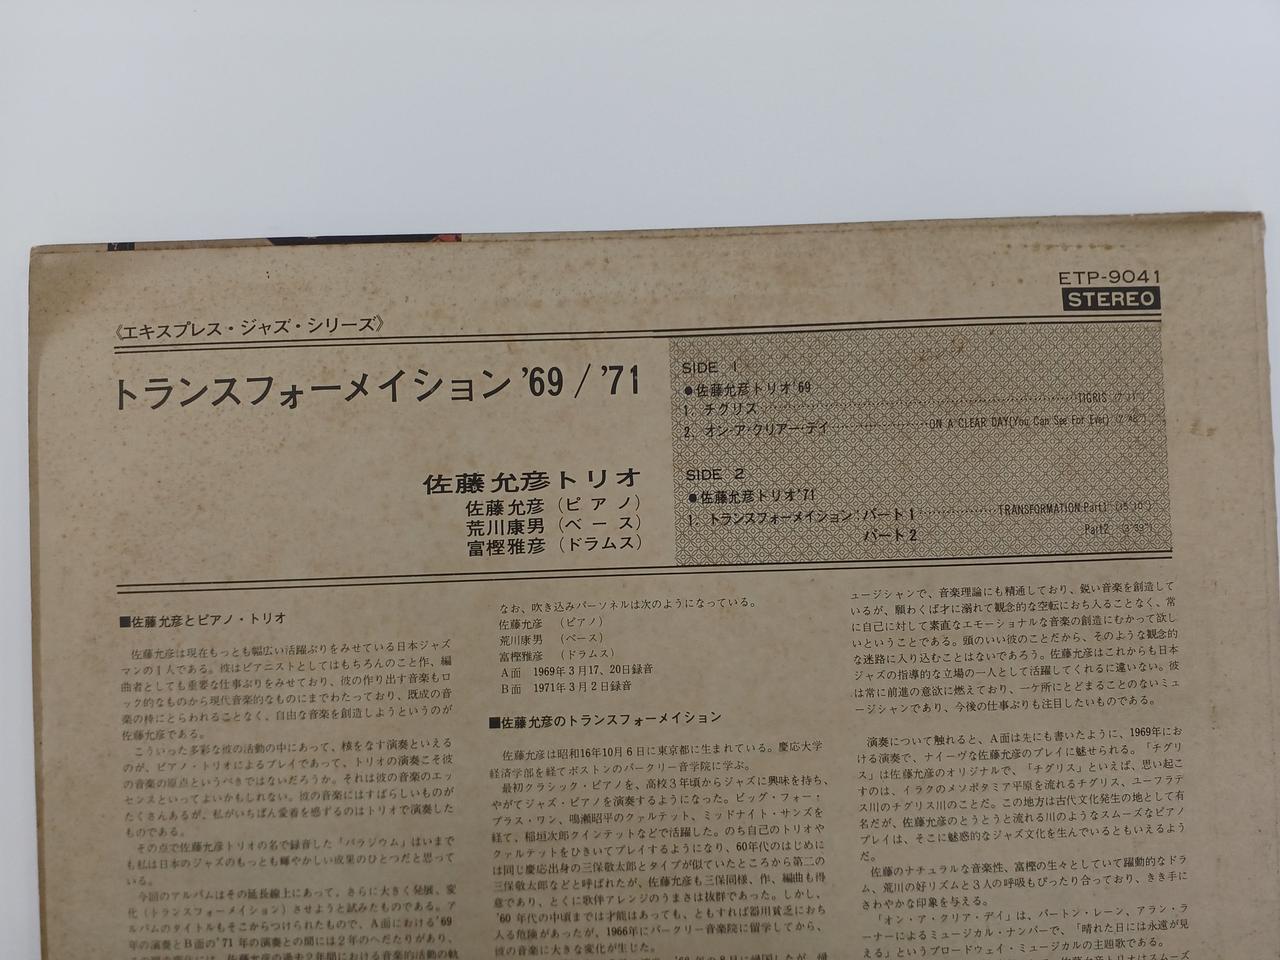 ETP-9041
STEREO
《エキスプレス・ジャズ・シリーズ》
トランスフォーメイション '69 / '71
佐藤允彦トリオ
佐藤允彦（ピアノ）
荒川康男（ベース）
富樫雅彦（ドラムス）
SIDE 1
●佐藤允彦トリオ'69
1. チグリス TIGRIS
2. オン・ア・クリアー・デイ ON A CLEAR DAY(You Can See For Ever)
SIDE 2
●佐藤允彦トリオ'71
1. トランスフォーメイション:パート1 TRANSFORMATION:Part1
パート2 Part2
■佐藤允彦とピアノ・トリオ
佐藤允彦は現在もっとも幅広い活躍ぶりをみせている日本ジャズ
マンの1人である。彼はピアニストとしてはもちろんのこと作、編
曲者としても重要な仕事ぶりをみせており、彼の作り出す音楽もロ
ック的なものから現代音楽的なものにまでわたっており、既成の音
楽の枠にとらわれることなく、自由な音楽を創造しようというのが
佐藤允彦である。
こういった多彩な彼の活動の中にあって、核をなす演奏といえる
のが、ピアノ・トリオによるプレイであって、トリオの演奏こそ彼
の音楽の原点というべきではないだろうか。それは彼の音楽のエッ
センスといってよいかもしれない。彼の音楽にはすばらしいものが
たくさんあるが、私がいちばん愛着を感ずるのはトリオで演奏した
ものである。
その点で佐藤允彦トリオの名で録音した「パラジウム」はいまで
も私は日本のジャズのもっとも輝やかしい成果のひとつだと思って
いる。
今回のアルバムはその延長線上にあって、さらに大きく発展、変
化（トランスフォーメイション）させようと試みたものである。ア
ルバムのタイトルもそこからつけられたもので、A面における'69
年の演奏とB面の'71年の演奏との間には2年のへだたりがあり、
なお、吹き込みパーソネルは次のようになっている。
佐藤允彦 （ピアノ）
荒川康男 （ベース）
富樫雅彦 （ドラムス）
A面 1969年3月17、20日録音
B面 1971年3月2日録音
■佐藤允彦のトランスフォーメイション
佐藤允彦は昭和16年10月6日に東京都に生まれている。慶応大学
経済学部を経てボストンのバークリー音学院に学ぶ。
最初クラシック・ピアノを、高校3年頃からジャズに興味を持ち、
やがてジャズ・ピアノを演奏するようになった。ビッグ・フォー・
プラス・ワン、鳴瀬昭平のクァルテット、ミッドナイト・サンズを
経て、稲垣次郎クインテットなどで活躍した。のち自己のトリオや
クァルテットをひきいてプレイするようになり、60年代のはじめに
は同じ慶応出身の三保敬太郎とタイプが似ていたところから第二の
三保敬太郎などと呼ばれたが、佐藤允彦も三保同様、作、編曲も得
意であり、とくに歌伴アレンジのうまさは抜群であった。しかし、
'60年代の中頃までは才能はあっても、ともすれば器用貧乏におち
入る危険があったが、1966年にバークリー音楽院に留学してから、
彼の音楽に大きな変化が生じた。
ュージシャンで、音楽理論にも精通しており、鋭い音楽を創造して
いるが、願わくば才に溺れて観念的な空転におち入ることなく、常
に自己に対して素直なエモーショナルな音楽の創造にむかって欲し
いということである。頭のいい彼のことだから、そのような観念的
な迷路に入り込むことはないであろう。佐藤允彦はこれからも日本
ジャズの指導的な立場の一人として活躍してくれるに違いない。彼
は常に前進の意欲に燃えており、一ケ所にとどまることのないミュ
ージシャンであり、今後の仕事ぶりも注目したいものである。
演奏について触れると、A面は先にも書いたように、1969年にお
ける演奏で、ナイーヴな佐藤允彦のプレイに魅せられる。「チグリ
ス」は佐藤允彦のオリジナルで、「チグリス」といえば、思い起こ
すのは、イラクのメソポタミア平原を流れるチグリス、ユーフラテ
ス川のチグリス川のことだ。この地方は古代文化発生の地として有
名だが、佐藤允彦のとうとうと流れる川のようなスムーズなピアノ
プレイは、そこに魅惑的なジャズ文化を生んでいるともいえるよう
だ。
佐藤のナチュラルな音楽性、富樫の生々としていて躍動的なドラ
ム、荒川の好リズムと3人の呼吸もぴったり合っており、きき手に
さわやかな印象を与える。
「オン・ア・クリア・デイ」は、バートン・レーン、アラン・ラ
ーナーによるミュージカル・ナンバーで、「晴れた日には永遠が見
える」というブロードウェイ・ミュージカルの主題歌である。